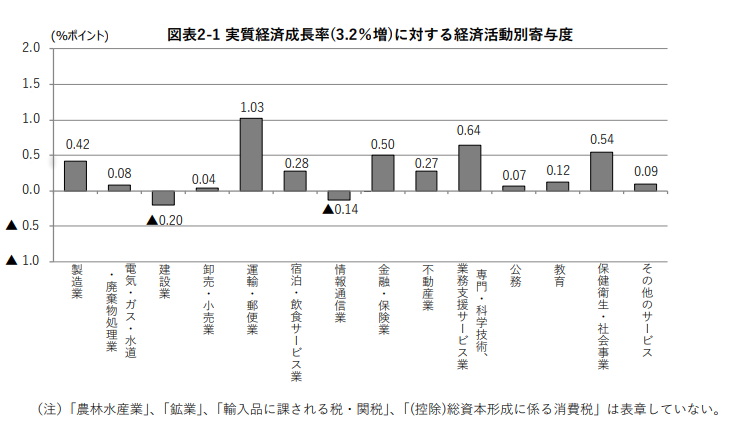 (％ポイント)
図表2-1 実質経済成長率(3.2％増)に対する経済活動別寄与度
2.0
1.5
1.0
0.5
0.0
▲ 0.5
▲ 1.0
0.42
0.08
▲0.20
0.04
1.03
0.28
▲0.14
0.50
0.27
0.64
0.07
0.12
0.54
0.09
製造業
電気・ガス・水道
・廃棄物処理業
建設業
卸売・小売業
運輸・郵便業
宿泊・飲食サービス業
情報通信業
金融・保険業
不動産業
専門・科学技術、
業務支援サービス業
公務
教育
保健衛生・社会事業
その他のサービス
（注）「農林水産業」、「鉱業」、「輸入品に課される税・関税」、「(控除)総資本形成に係る消費税」は表章していない。